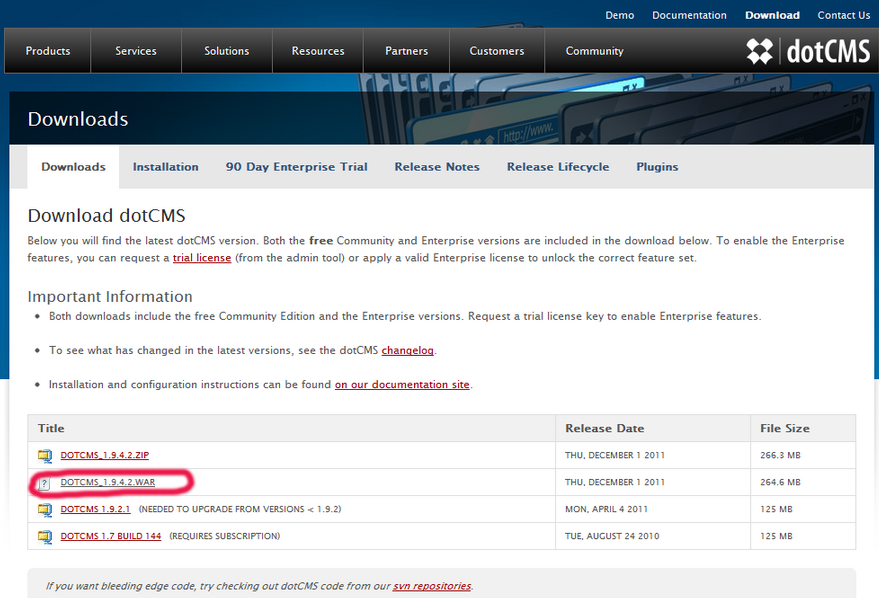 Demo Documentation Download Contact Us
Products Services Solutions Resources Partners Customers Community dotCMS
Downloads
http://www.
Downloads Installation 90 Day Enterprise Trial Release Notes Release Lifecycle Plugins
Download dotCMS
Below you will find the latest dotCMS version. Both the free Community and Enterprise versions are included in the download below. To enable the Enterprise
features, you can request a trial license (from the admin tool) or apply a valid Enterprise license to unlock the correct feature set.
Important Information
• Both downloads include the free Community Edition and the Enterprise versions. Request a trial license key to enable Enterprise features.
• To see what has changed in the latest versions, see the dotCMS changelog.
• Installation and configuration instructions can be found on our documentation site.
Title Release Date File Size
DOTCMS_1.9.4.2.ZIP THU, DECEMBER 1 2011 266.3 MB
? DOTCMS_1.9.4.2.WAR THU, DECEMBER 1 2011 264.6 MB
DOTCMS 1.9.2.1 (NEEDED TO UPGRADE FROM VERSIONS < 1.9.2) MON, APRIL 4 2011 125 MB
DOTCMS 1.7 BUILD 144 (REQUIRES SUBSCRIPTION) TUE, AUGUST 24 2010 125 MB
If you want bleeding edge code, try checking out dotCMS code from our svn repositories.